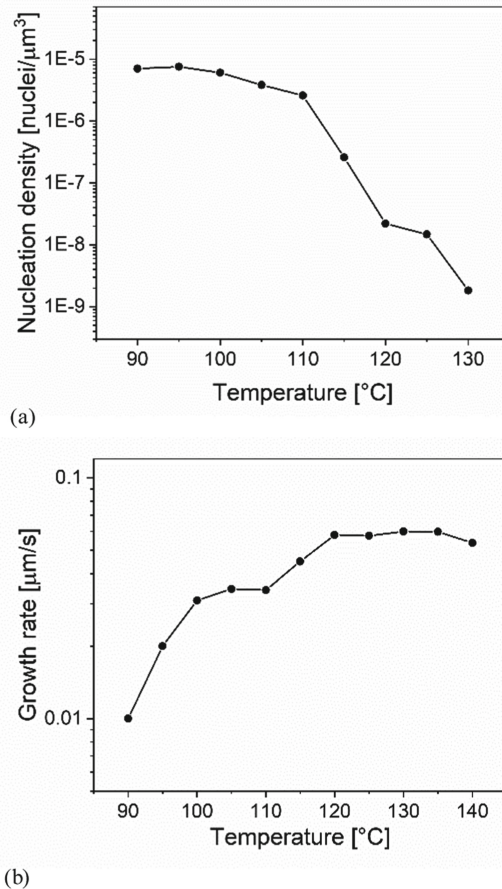 Nucleation density [nuclei/μm³]
1E-5
1E-6
1E-7
1E-8
1E-9
90 100 110 120 130
Temperature [°C]
(a)
Growth rate [μm/s]
0.1
0.01
90 100 110 120 130 140
Temperature [°C]
(b)